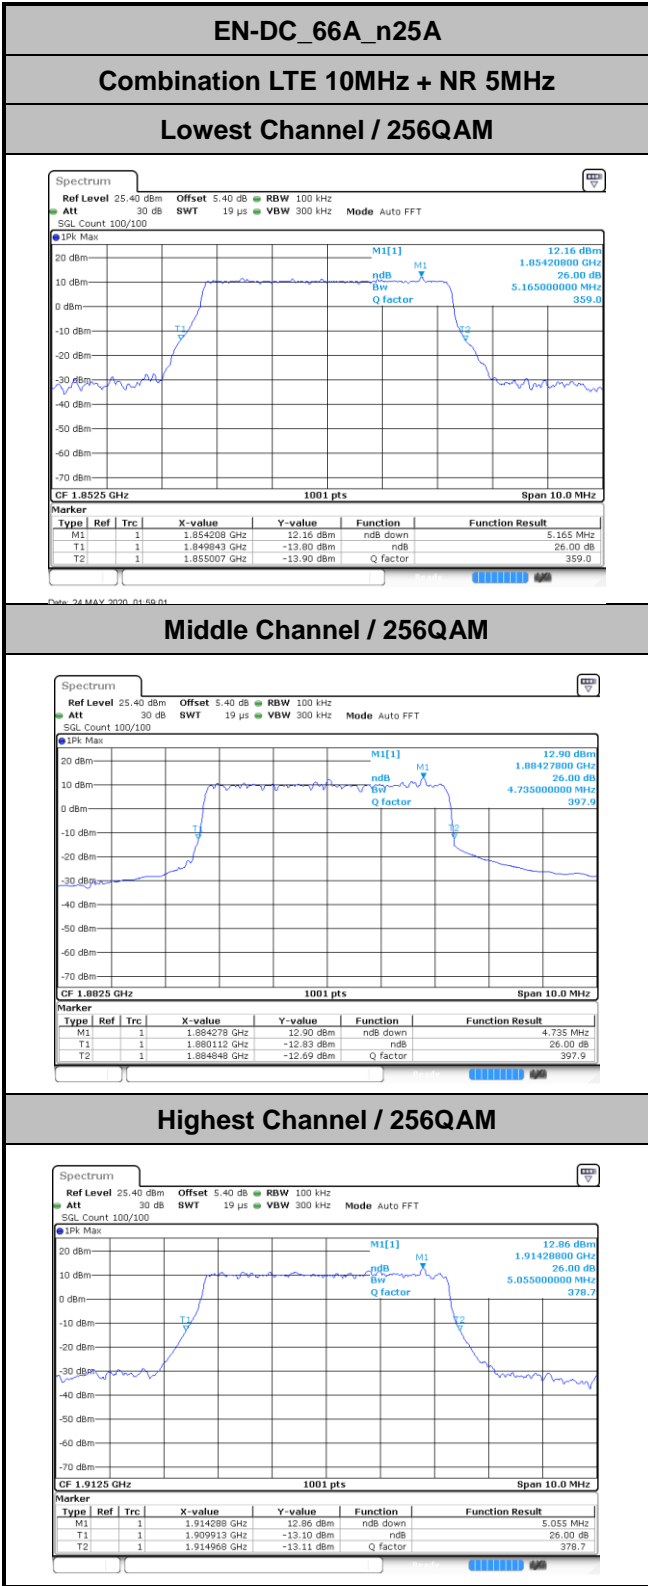 EN-DC_66A_n25A
Combination LTE 10MHz + NR 5MHz
Lowest Channel / 256QAM
Spectrum
Ref Level 25.40 dBm Offset 5.40 dB RBW 100 kHz
Att 30 dB SWT 19 µs VBW 300 kHz Mode Auto FFT
SGL Count 100/100
1Pk Max
M1[1] 12.16 dBm
1.85420800 GHz
ndB 26.00 dB
Bw 5.165000000 MHz
Q factor 359.0
M1
T1
T2
20 dBm
10 dBm
0 dBm
-10 dBm
-20 dBm
-30 dBm
-40 dBm
-50 dBm
-60 dBm
-70 dBm
CF 1.8525 GHz 1001 pts Span 10.0 MHz
Marker
Type Ref Trc X-value Y-value Function Function Result
M1 1 1.854208 GHz 12.16 dBm ndB down 5.165 MHz
T1 1 1.849843 GHz -13.80 dBm ndB 26.00 dB
T2 1 1.855007 GHz -13.90 dBm Q factor 359.0
Date: 24.MAY.2020 01:59:01
Middle Channel / 256QAM
Spectrum
Ref Level 25.40 dBm Offset 5.40 dB RBW 100 kHz
Att 30 dB SWT 19 µs VBW 300 kHz Mode Auto FFT
SGL Count 100/100
1Pk Max
M1[1] 12.90 dBm
1.88427800 GHz
ndB 26.00 dB
Bw 4.735000000 MHz
Q factor 397.9
M1
T1
T2
20 dBm
10 dBm
0 dBm
-10 dBm
-20 dBm
-30 dBm
-40 dBm
-50 dBm
-60 dBm
-70 dBm
CF 1.8825 GHz 1001 pts Span 10.0 MHz
Marker
Type Ref Trc X-value Y-value Function Function Result
M1 1 1.884278 GHz 12.90 dBm ndB down 4.735 MHz
T1 1 1.880112 GHz -12.83 dBm ndB 26.00 dB
T2 1 1.884848 GHz -12.69 dBm Q factor 397.9
Highest Channel / 256QAM
Spectrum
Ref Level 25.40 dBm Offset 5.40 dB RBW 100 kHz
Att 30 dB SWT 19 µs VBW 300 kHz Mode Auto FFT
SGL Count 100/100
1Pk Max
M1[1] 12.86 dBm
1.91428800 GHz
ndB 26.00 dB
Bw 5.055000000 MHz
Q factor 378.7
M1
T1
T2
20 dBm
10 dBm
0 dBm
-10 dBm
-20 dBm
-30 dBm
-40 dBm
-50 dBm
-60 dBm
-70 dBm
CF 1.9125 GHz 1001 pts Span 10.0 MHz
Marker
Type Ref Trc X-value Y-value Function Function Result
M1 1 1.914288 GHz 12.86 dBm ndB down 5.055 MHz
T1 1 1.909913 GHz -13.10 dBm ndB 26.00 dB
T2 1 1.914968 GHz -13.11 dBm Q factor 378.7